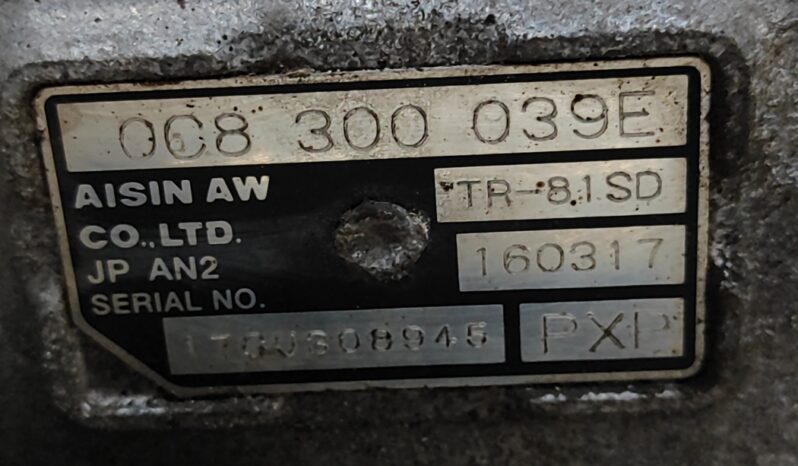 0C8 300 039E
AISIN AW
CO.,LTD.
JP AN2
SERIAL NO.
TR-81SD
160317
PXP